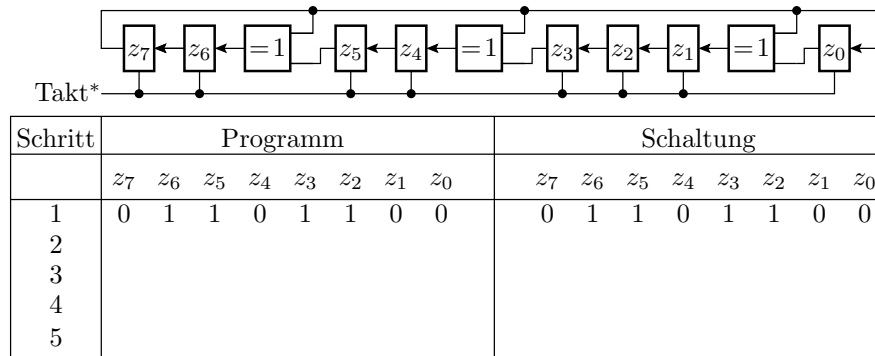 z₇ z₆ =1 z₅ z₄ =1 z₃ z₂ z₁ =1 z₀
Takt*
Schritt Programm Schaltung
z₇ z₆ z₅ z₄ z₃ z₂ z₁ z₀ z₇ z₆ z₅ z₄ z₃ z₂ z₁ z₀
1 0 1 1 0 1 1 0 0 0 1 1 0 1 1 0 0
2
3
4
5